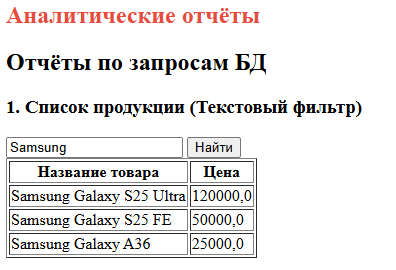 Аналитические отчёты
Отчёты по запросам БД
1. Список продукции (Текстовый фильтр)
Samsung Найти
Название товара Цена
Samsung Galaxy S25 Ultra 120000,0
Samsung Galaxy S25 FE 50000,0
Samsung Galaxy A36 25000,0